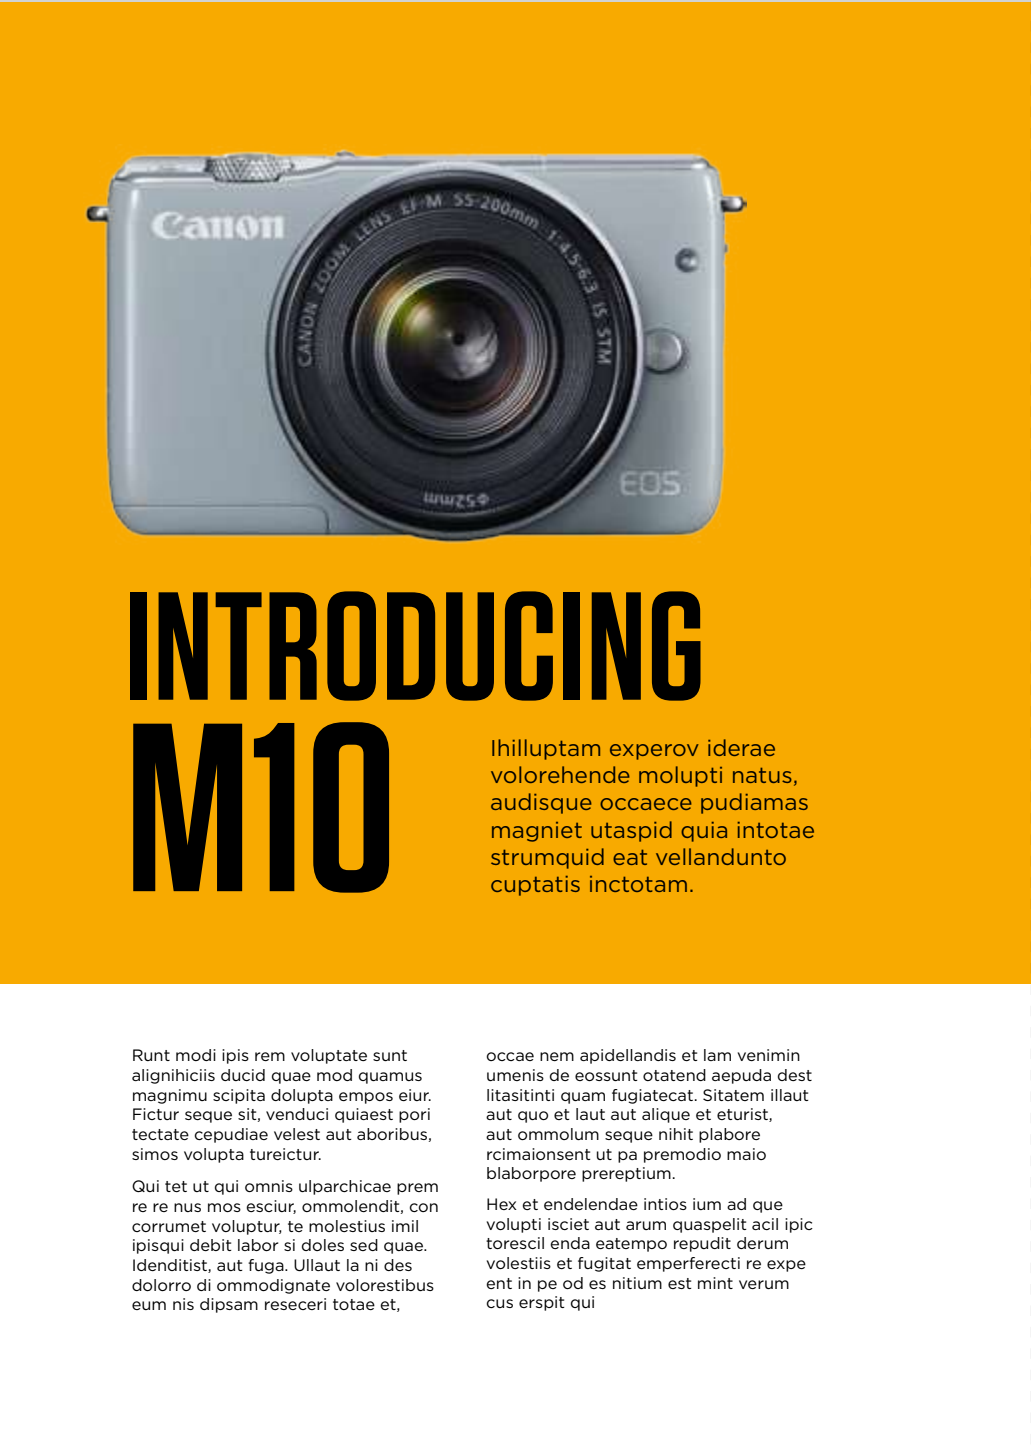 Canon
CANON ZOOM LENS EF-M 55-200mm 1:4.5-6.3 IS STM
Φ52mm
EOS
INTRODUCING
M10
Ihilluptam experov iderae
volorehende molupti natus,
audisque occaece pudiamas
magniet utaspid quia intotae
strumquid eat vellandunto
cuptatis inctotam.
Runt modi ipis rem voluptate sunt
alignihiciis ducid quae mod quamus
magnimu scipita dolupta empos eiur.
Fictur seque sit, venduci quiaest pori
tectate cepudiae velest aut aboribus,
simos volupta tureictur.
Qui tet ut qui omnis ulparchicae prem
re re nus mos esciur, ommolendit, con
corrumet voluptur, te molestius imil
ipisqui debit labor si doles sed quae.
Idenditist, aut fuga. Ullaut la ni des
dolorro di ommodignate volorestibus
eum nis dipsam reseceri totae et,
occae nem apidellandis et lam venimin
umenis de eossunt otatend aepuda dest
litasitinti quam fugiatecat. Sitatem illaut
aut quo et laut aut alique et eturist,
aut ommolum seque nihit plabore
rcimaionsent ut pa premodio maio
blaborpore prereptium.
Hex et endelendae intios ium ad que
volupti isciet aut arum quaspelit acil ipic
torescil enda eatempo repudit derum
volestiis et fugitat emperferecti re expe
ent in pe od es nitium est mint verum
cus erspit qui